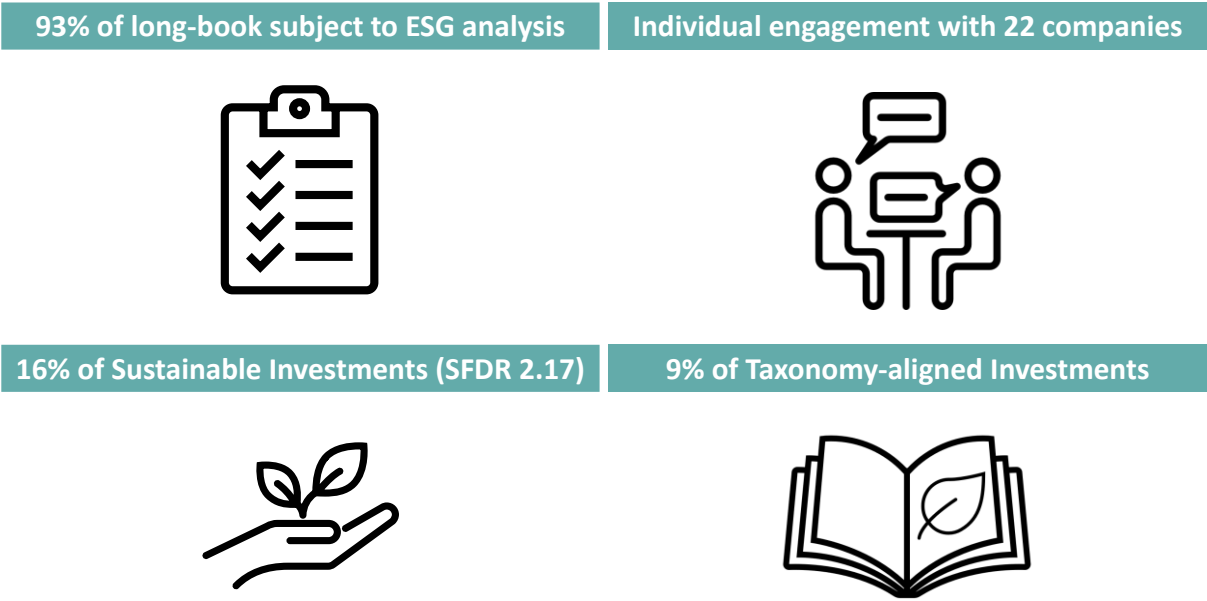 93% of long-book subject to ESG analysis
Individual engagement with 22 companies
16% of Sustainable Investments (SFDR 2.17)
9% of Taxonomy-aligned Investments